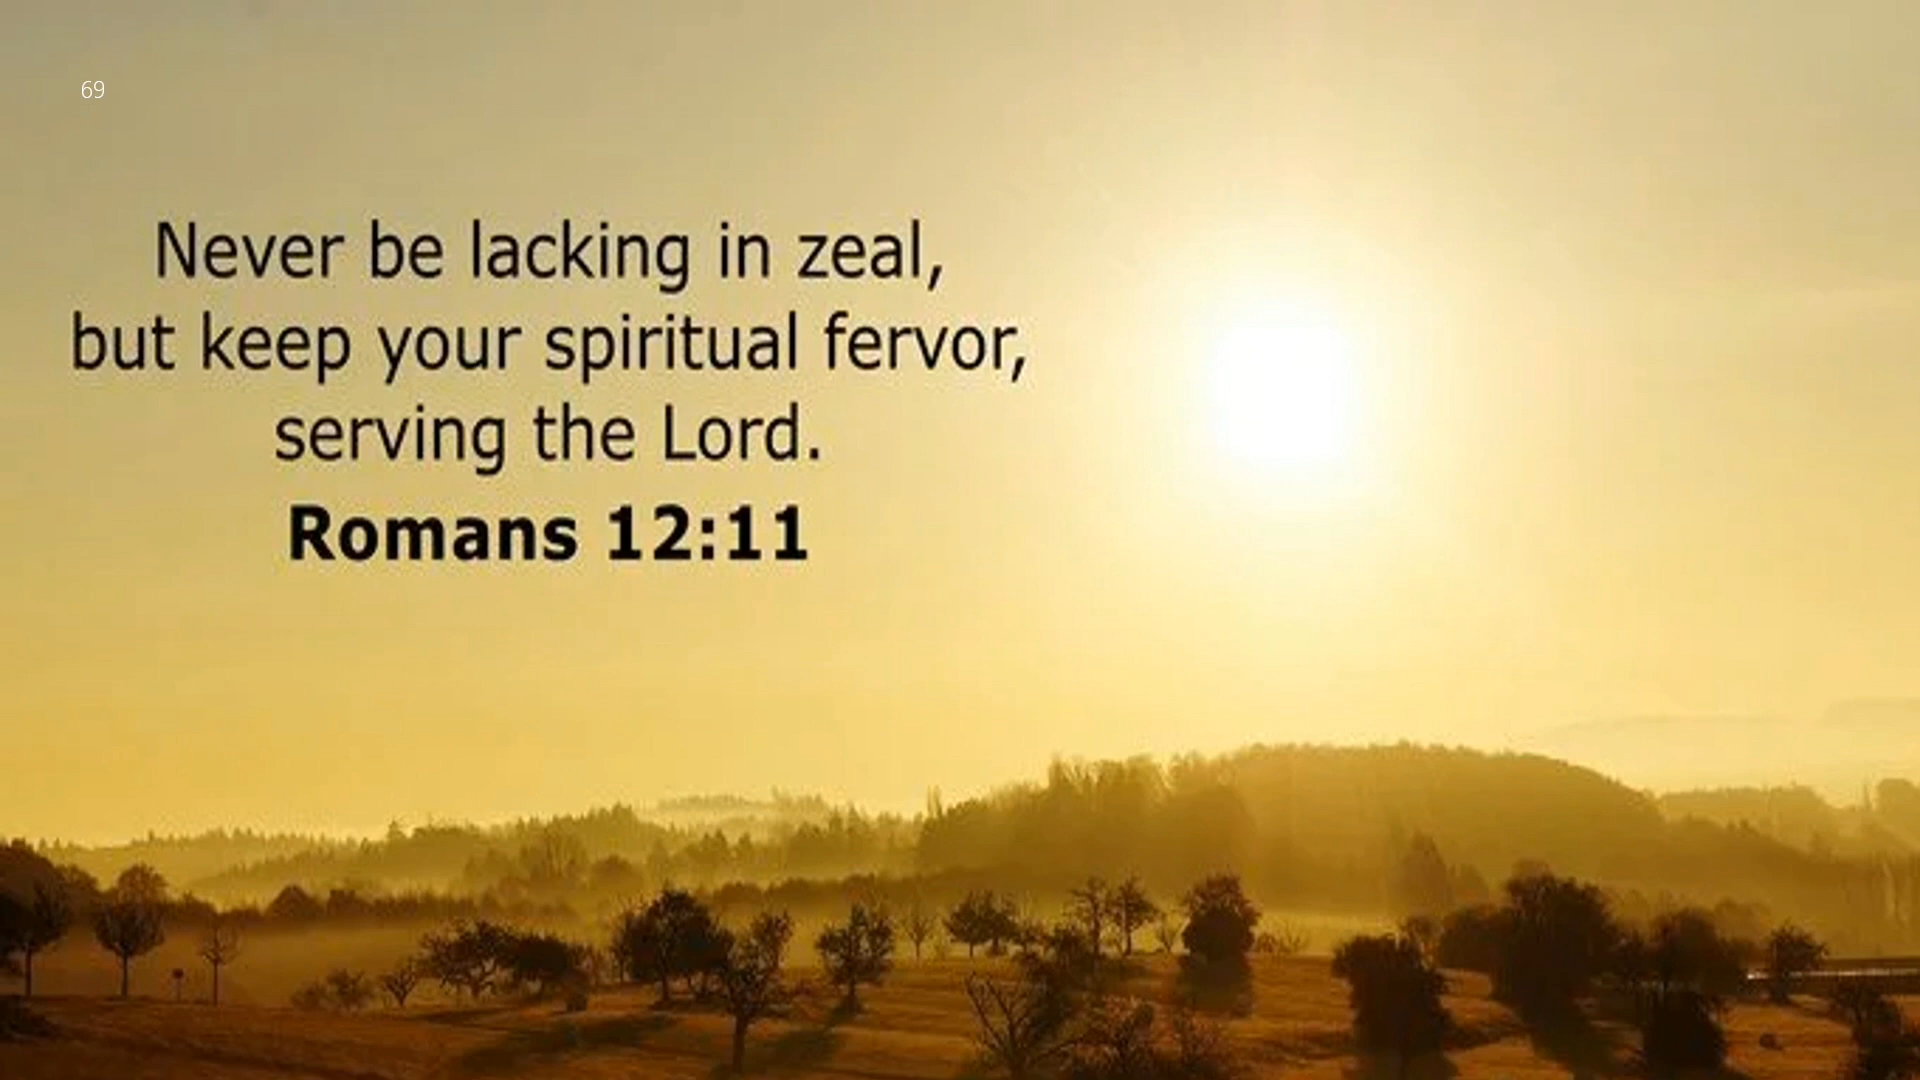 69
Never be lacking in zeal,
but keep your spiritual fervor,
serving the Lord.
Romans 12:11